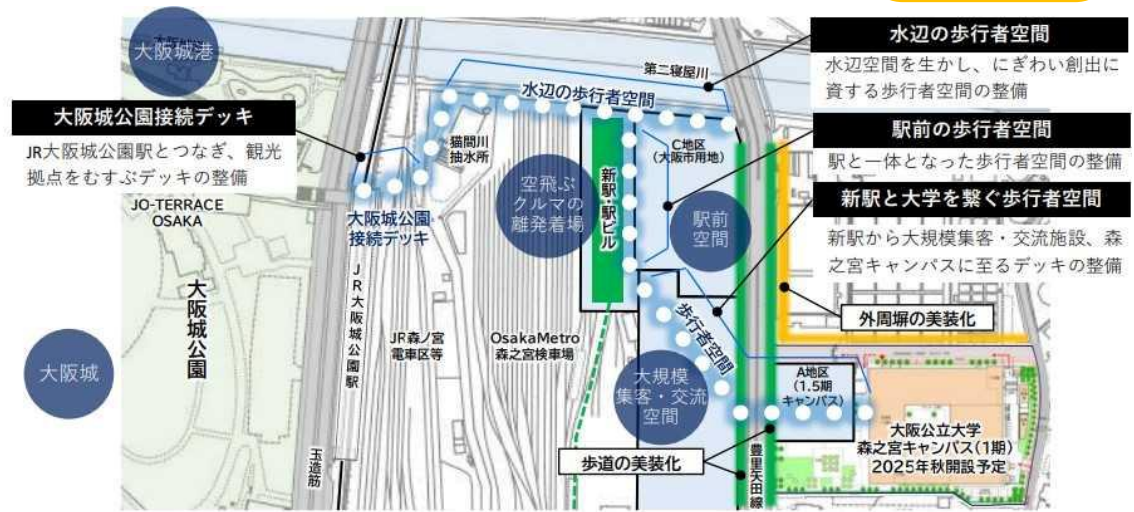 大阪城港
大阪城公園接続デッキ
JR大阪城公園駅とつなぎ、観光
拠点をむすぶデッキの整備
JO-TERRACE
OSAKA
大阪城公園
大阪城
玉造筋
JR大阪城公園駅
大阪城公園
接続デッキ
猫間川
抽水所
水辺の歩行者空間
第二寝屋川
JR森ノ宮
電車区等
OsakaMetro
森之宮検車場
空飛ぶ
クルマの
離発着場
新駅・駅ビル
C地区
(大阪市用地)
駅前
空間
歩行者空間
大規模
集客・交流
空間
歩道の美装化
豊里矢田線
A地区
(1.5期
キャンパス)
大阪公立大学
森之宮キャンパス(1期)
2025年秋開設予定
外周塀の美装化
水辺の歩行者空間
水辺空間を生かし、にぎわい創出に
資する歩行者空間の整備
駅前の歩行者空間
駅と一体となった歩行者空間の整備
新駅と大学を繋ぐ歩行者空間
新駅から大規模集客・交流施設、森
之宮キャンパスに至るデッキの整備